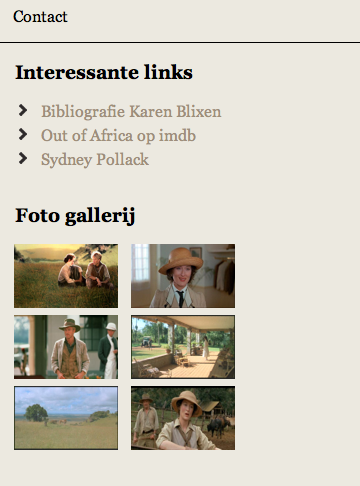 Contact
Interessante links
Bibliografie Karen Blixen
Out of Africa op imdb
Sydney Pollack
Foto gallerij